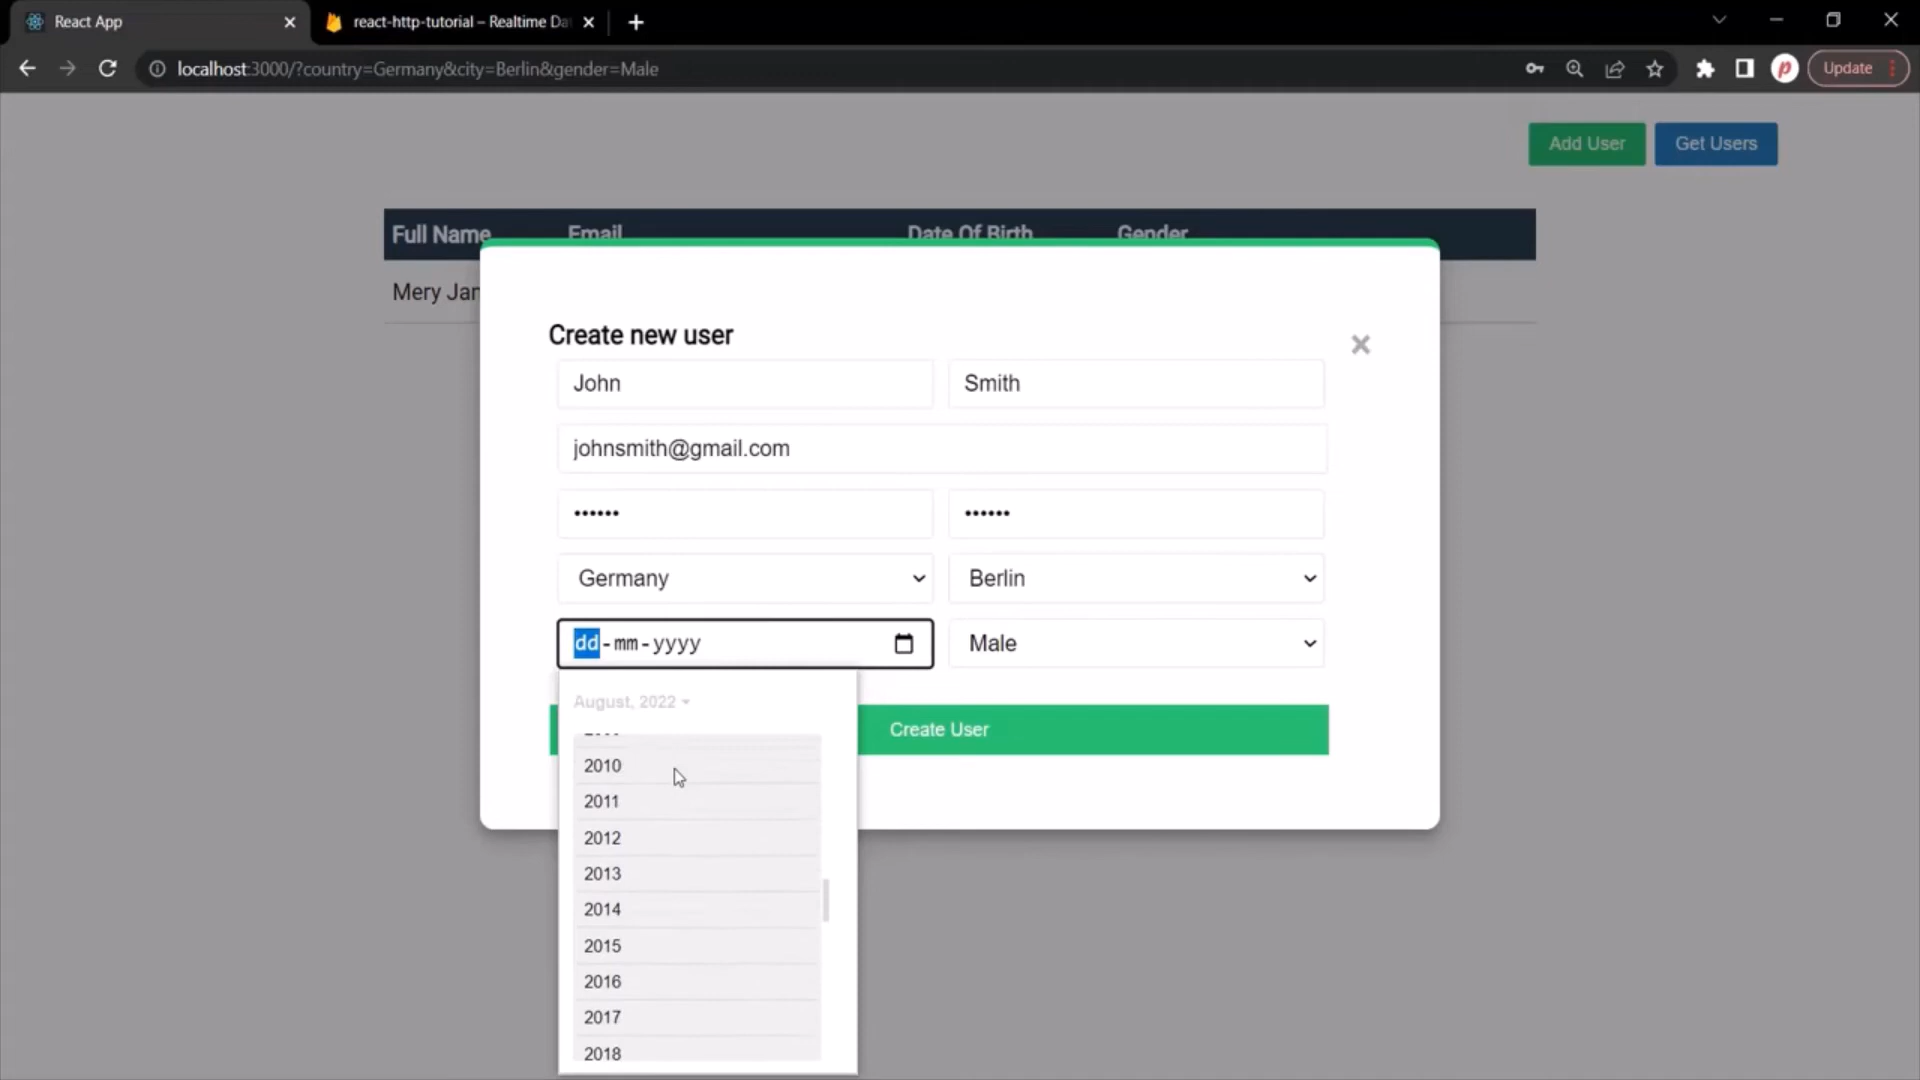 React App
react-http-tutorial – Realtime Da
localhost:3000/?country=Germany&city=Berlin&gender=Male
Update
Add User Get Users
Full Name Email Date Of Birth Gender
Mery Jan
Create new user
John Smith
johnsmith@gmail.com
•••••• ••••••
Germany Berlin
dd-mm-yyyy Male
August, 2022
Create User
2010
2011
2012
2013
2014
2015
2016
2017
2018